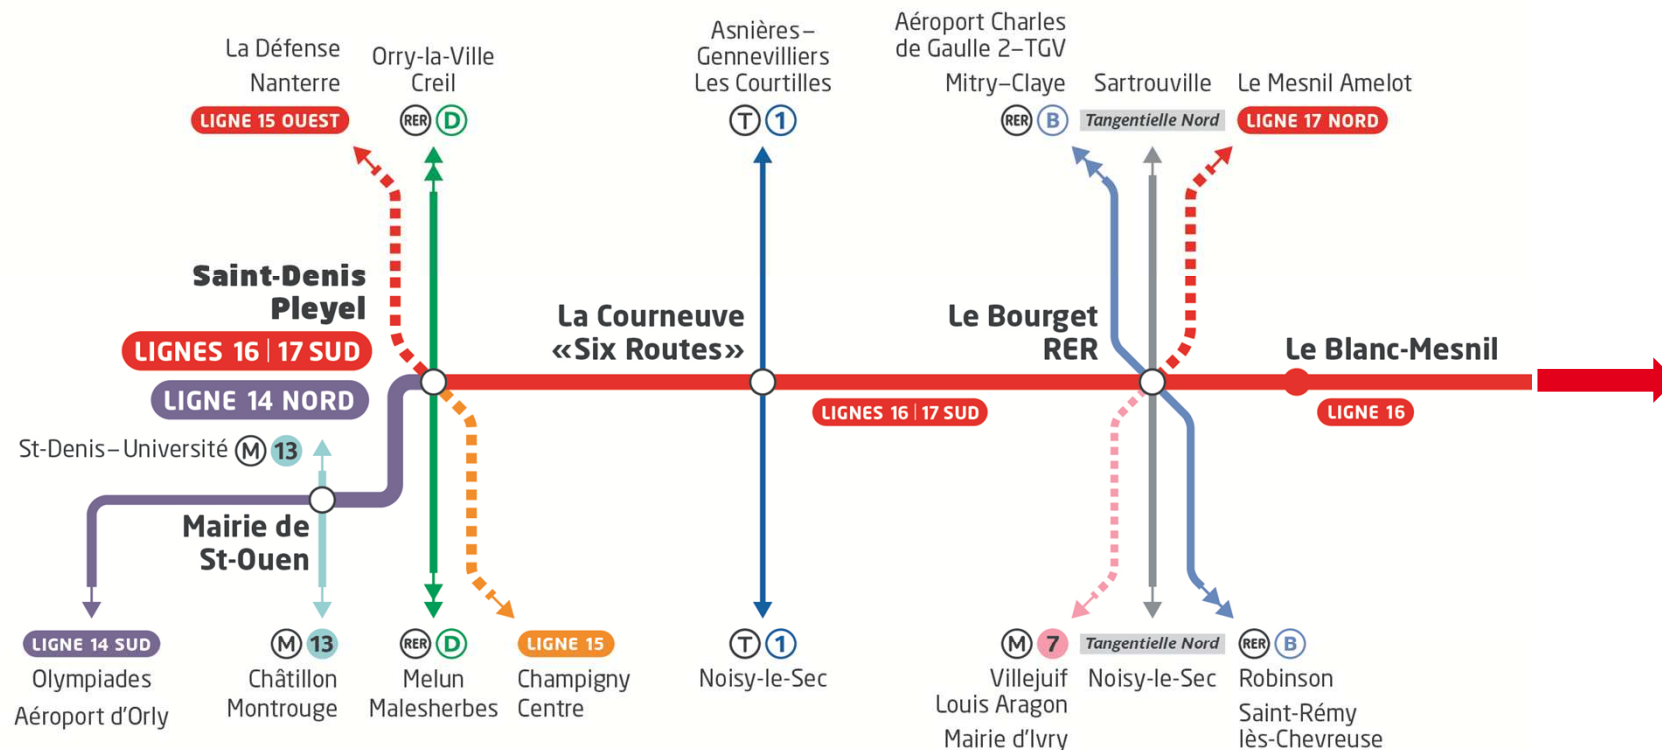 La Défense
Nanterre
LIGNE 15 OUEST
Orry-la-Ville
Creil
RER D
Asnières–
Gennevilliers
Les Courtilles
T 1
Aéroport Charles
de Gaulle 2–TGV
Mitry–Claye
RER B
Sartrouville
Tangentielle Nord
Le Mesnil Amelot
LIGNE 17 NORD
Saint-Denis
Pleyel
LIGNES 16 | 17 SUD
LIGNE 14 NORD
La Courneuve
«Six Routes»
Le Bourget
RER
Le Blanc-Mesnil
LIGNES 16 | 17 SUD
LIGNE 16
St-Denis–Université M 13
Mairie de
St-Ouen
LIGNE 14 SUD
Olympiades
Aéroport d'Orly
M 13
Châtillon
Montrouge
RER D
Melun
Malesherbes
LIGNE 15
Champigny
Centre
T 1
Noisy-le-Sec
M 7
Villejuif
Louis Aragon
Mairie d'Ivry
Tangentielle Nord
Noisy-le-Sec
RER B
Robinson
Saint-Rémy
lès-Chevreuse